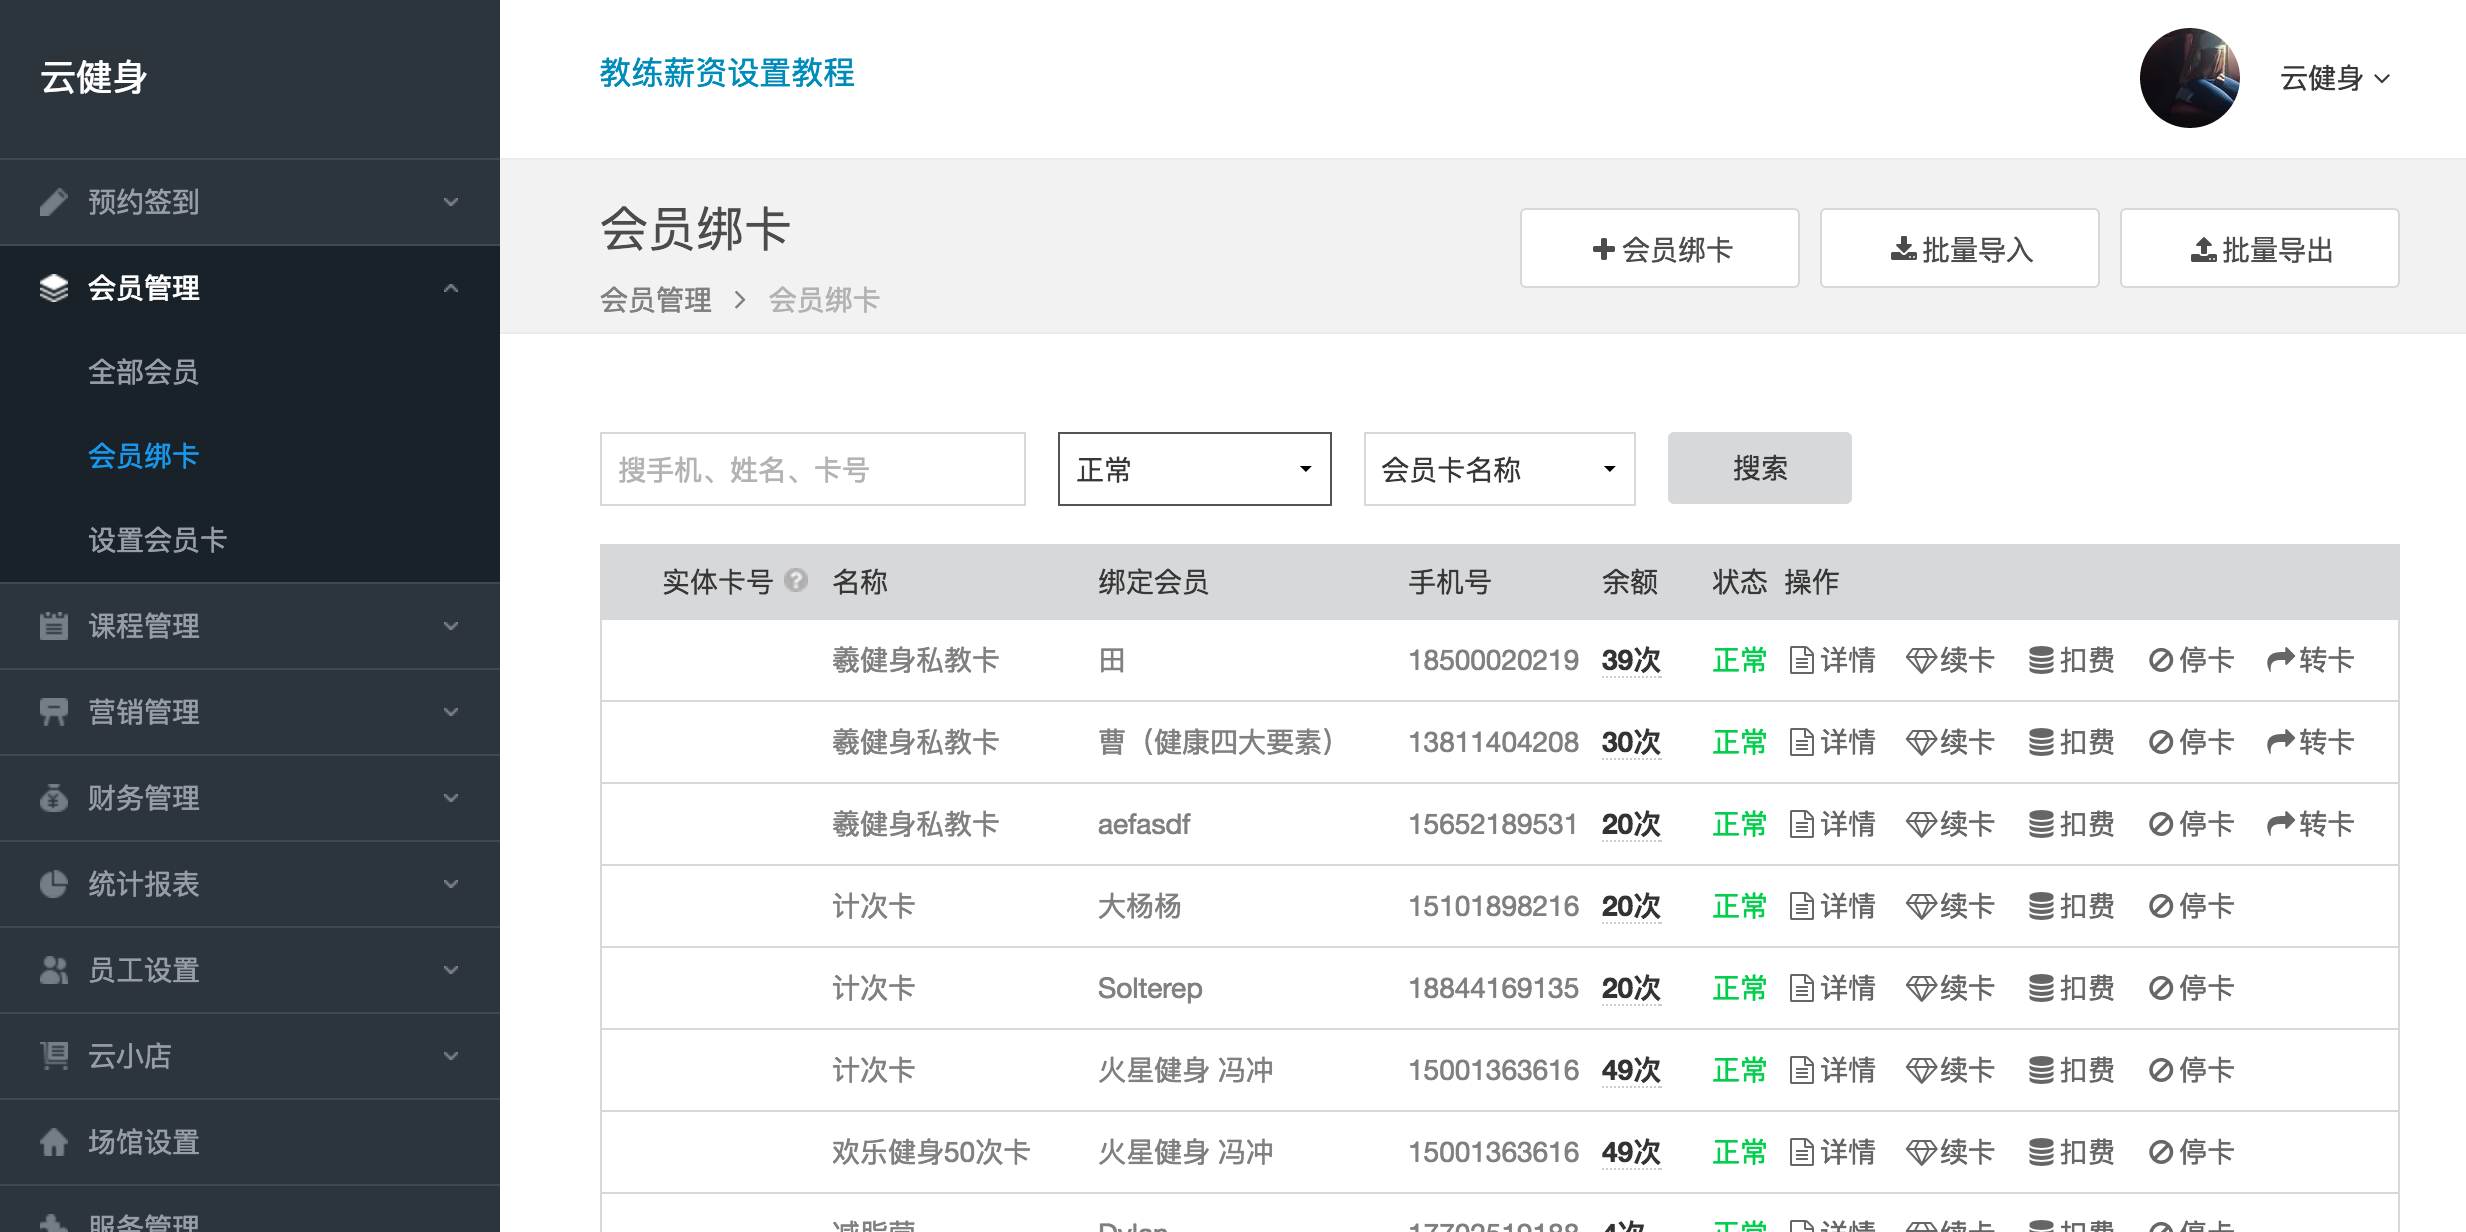 云健身
教练薪资设置教程
云健身
预约签到
会员管理
全部会员
会员绑卡
设置会员卡
课程管理
营销管理
财务管理
统计报表
员工设置
云小店
场馆设置
服务管理
会员绑卡
会员管理 > 会员绑卡
会员绑卡 批量导入 批量导出
搜手机、姓名、卡号 正常 会员卡名称 搜索
实体卡号 名称 绑定会员 手机号 余额 状态 操作
羲健身私教卡 田 18500020219 39次 正常 详情 续卡 扣费 停卡 转卡
羲健身私教卡 曹（健康四大要素） 13811404208 30次 正常 详情 续卡 扣费 停卡 转卡
羲健身私教卡 aefasdf 15652189531 20次 正常 详情 续卡 扣费 停卡 转卡
计次卡 大杨杨 15101898216 20次 正常 详情 续卡 扣费 停卡
计次卡 Solterep 18844169135 20次 正常 详情 续卡 扣费 停卡
计次卡 火星健身 冯冲 15001363616 49次 正常 详情 续卡 扣费 停卡
欢乐健身50次卡 火星健身 冯冲 15001363616 49次 正常 详情 续卡 扣费 停卡
Dylan 4次 正常 详情 续卡 扣费 停卡